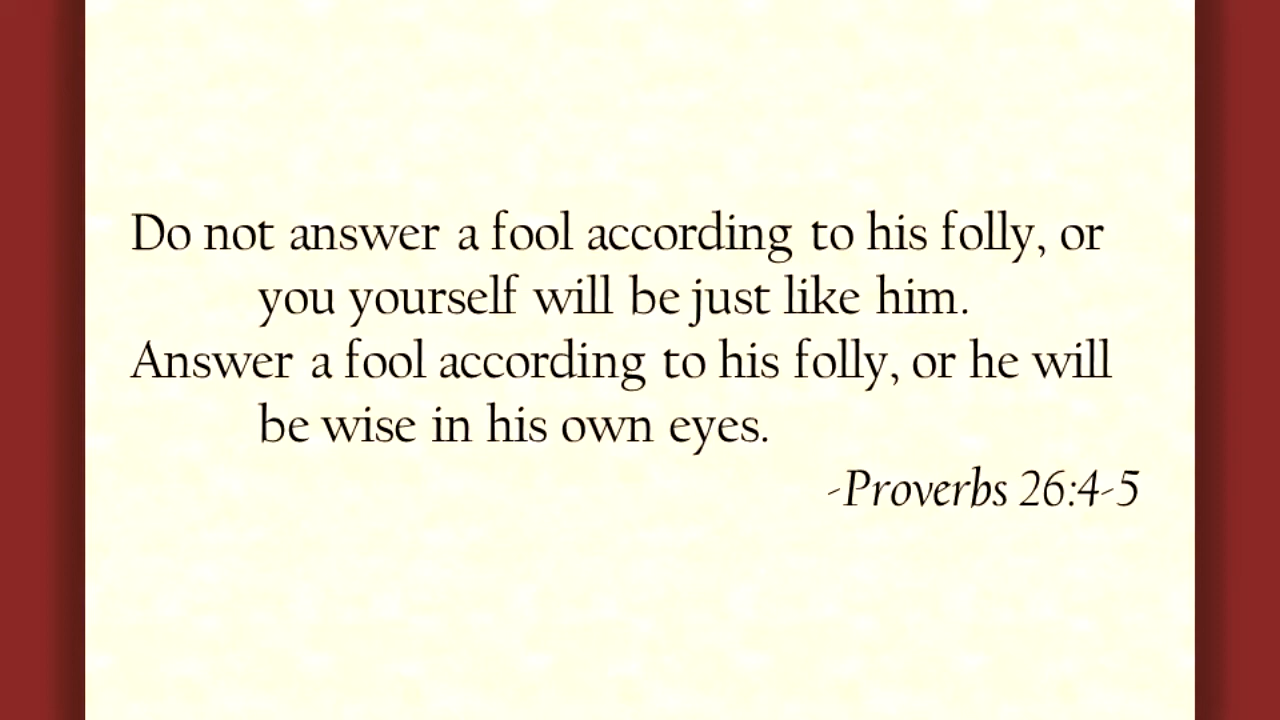 Do not answer a fool according to his folly, or
you yourself will be just like him.
Answer a fool according to his folly, or he will
be wise in his own eyes.
-Proverbs 26:4-5